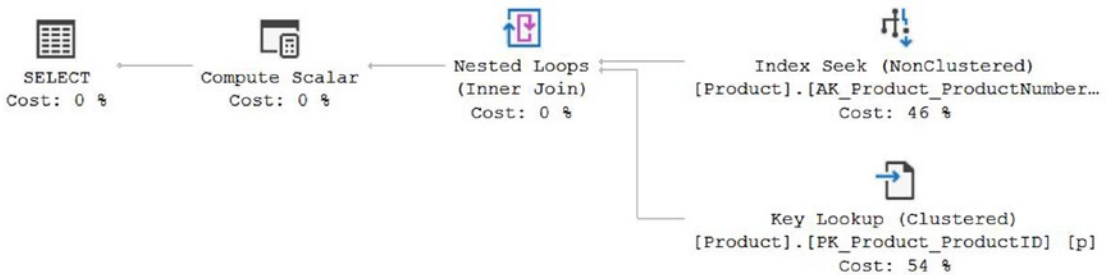 SELECT
Cost: 0 %
Compute Scalar
Cost: 0 %
Nested Loops
(Inner Join)
Cost: 0 %
Index Seek (NonClustered)
[Product].[AK_Product_ProductNumber…
Cost: 46 %
Key Lookup (Clustered)
[Product].[PK_Product_ProductID] [p]
Cost: 54 %